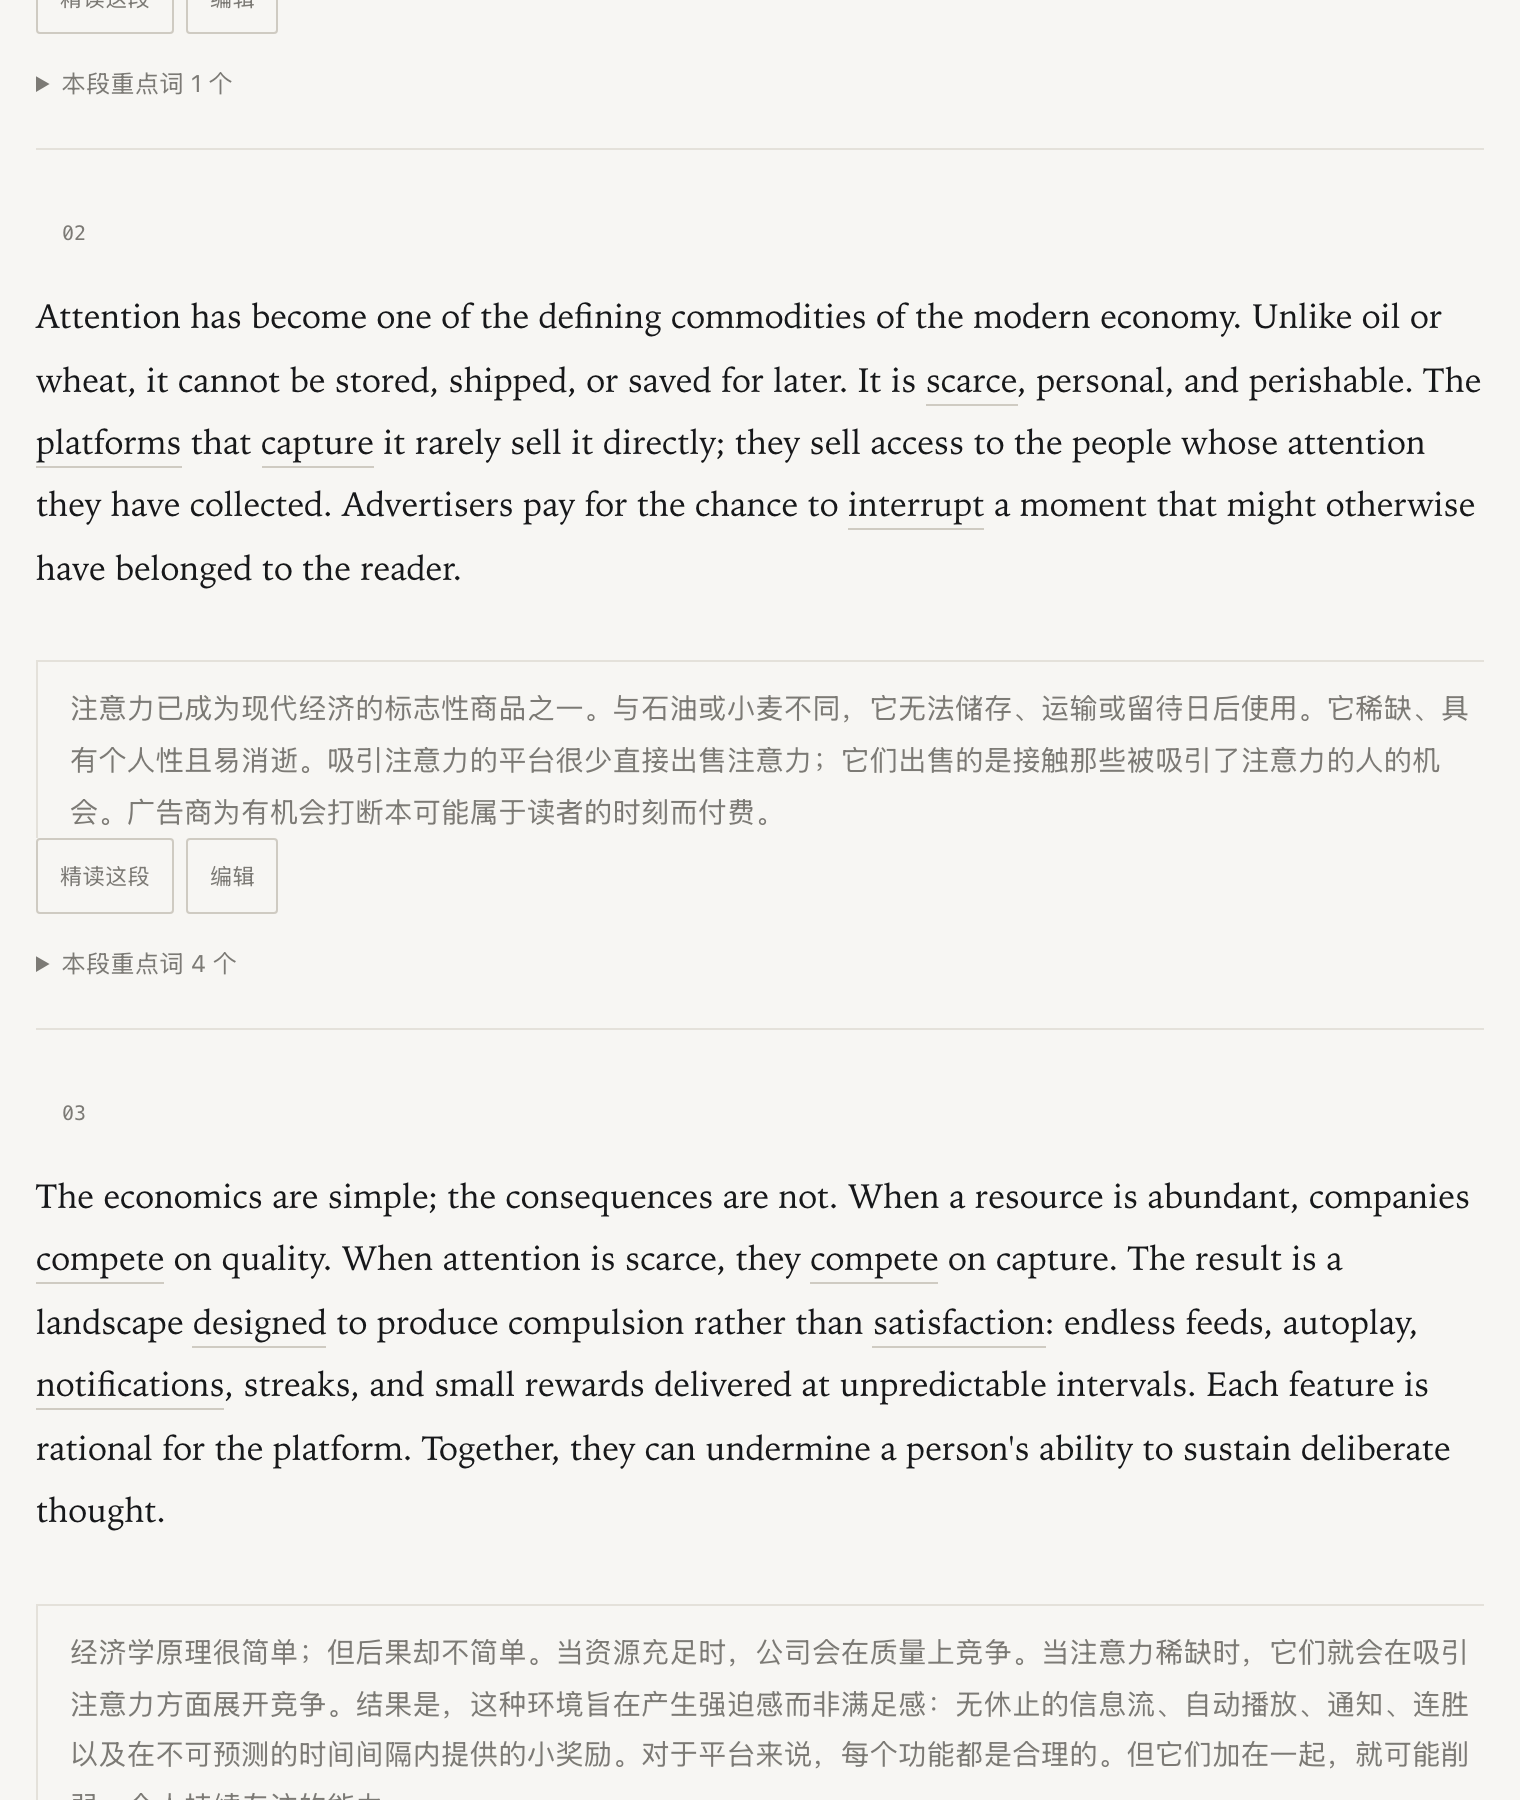 精读这段 编辑
▶ 本段重点词 1 个
02
Attention has become one of the defining commodities of the modern economy. Unlike oil or
wheat, it cannot be stored, shipped, or saved for later. It is scarce, personal, and perishable. The
platforms that capture it rarely sell it directly; they sell access to the people whose attention
they have collected. Advertisers pay for the chance to interrupt a moment that might otherwise
have belonged to the reader.
注意力已成为现代经济的标志性商品之一。与石油或小麦不同，它无法储存、运输或留待日后使用。它稀缺、具
有个人性且易消逝。吸引注意力的平台很少直接出售注意力；它们出售的是接触那些被吸引了注意力的人的机
会。广告商为有机会打断本可能属于读者的时刻而付费。
精读这段 编辑
▶ 本段重点词 4 个
03
The economics are simple; the consequences are not. When a resource is abundant, companies
compete on quality. When attention is scarce, they compete on capture. The result is a
landscape designed to produce compulsion rather than satisfaction: endless feeds, autoplay,
notifications, streaks, and small rewards delivered at unpredictable intervals. Each feature is
rational for the platform. Together, they can undermine a person's ability to sustain deliberate
thought.
经济学原理很简单；但后果却不简单。当资源充足时，公司会在质量上竞争。当注意力稀缺时，它们就会在吸引
注意力方面展开竞争。结果是，这种环境旨在产生强迫感而非满足感：无休止的信息流、自动播放、通知、连胜
以及在不可预测的时间间隔内提供的小奖励。对于平台来说，每个功能都是合理的。但它们加在一起，就可能削